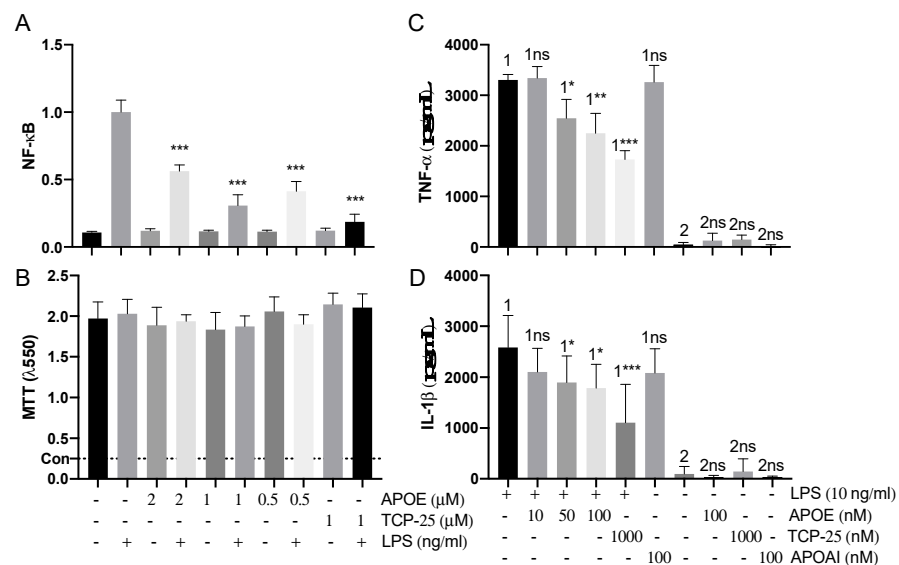 A
NF-κB
1.5
1.0
0.5
0.0
*** *** *** ***
B
MTT (λ550)
2.5
2.0
1.5
1.0
0.5
Con
0.0
- - 2 2 1 1 0.5 0.5 - - APOE (μM)
- - - - - - - - 1 1 TCP-25 (μM)
- + - + - + - + - + LPS (ng/ml)
C
TNF-α
4000
3000
2000
1000
0
1 1ns 1* 1** 1*** 1ns 2 2ns 2ns 2ns
D
IL-1β
4000
3000
2000
1000
0
1 1ns 1* 1* 1*** 2 2ns 2ns 2ns
+ + + + + - - - - - LPS (10 ng/ml)
- 10 50 100 - - - 100 - - APOE (nM)
- - - - 1000 - - - 1000 - TCP-25 (nM)
- - - - - 100 - - - 100 APOAI (nM)